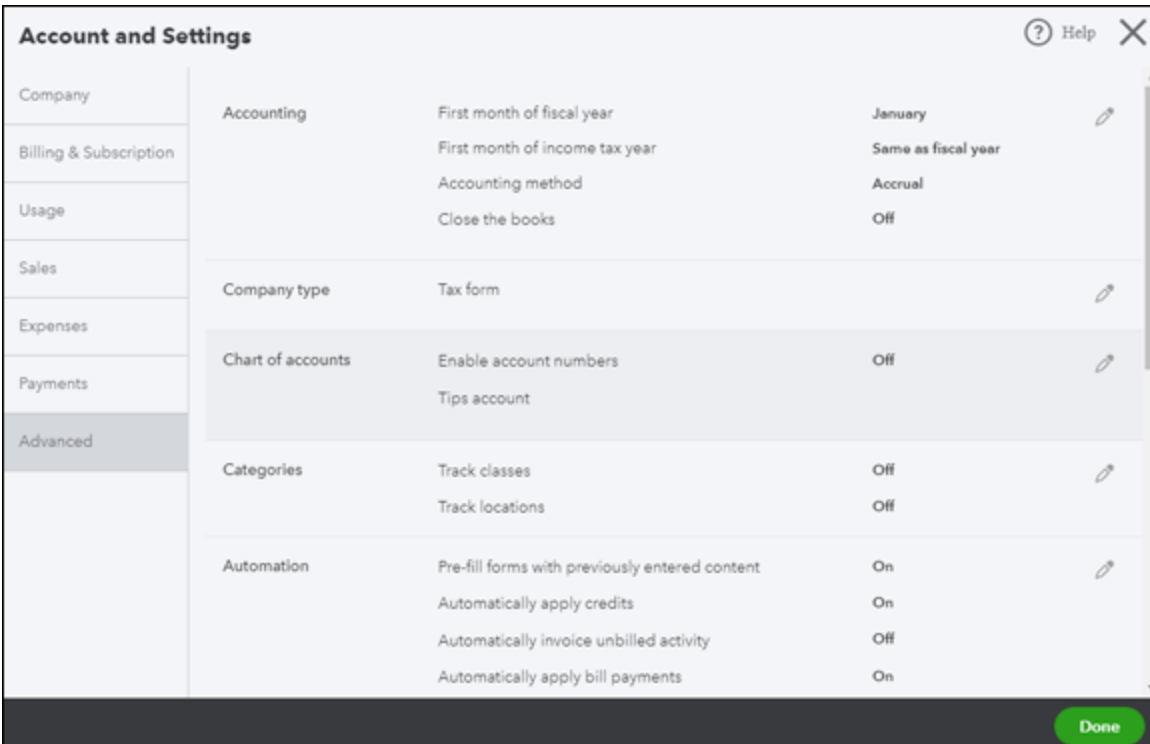 Account and Settings
? Help
Company
Billing & Subscription
Usage
Sales
Expenses
Payments
Advanced
Accounting First month of fiscal year January
First month of income tax year Same as fiscal year
Accounting method Accrual
Close the books Off
Company type Tax form
Chart of accounts Enable account numbers Off
Tips account
Categories Track classes Off
Track locations Off
Automation Pre-fill forms with previously entered content On
Automatically apply credits On
Automatically invoice unbilled activity Off
Automatically apply bill payments On
Done